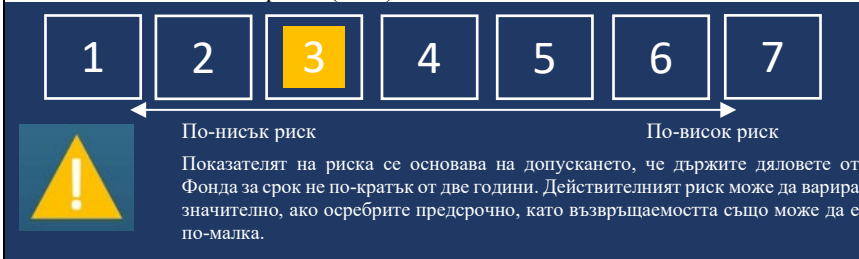 1 2 3 4 5 6 7
По-нисък риск По-висок риск
Показателят на риска се основава на допускането, че държите дяловете от
Фонда за срок не по-кратък от две години. Действителният риск може да варира
значително, ако осребрите предсрочно, като възвръщаемостта също може да е
по-малка.